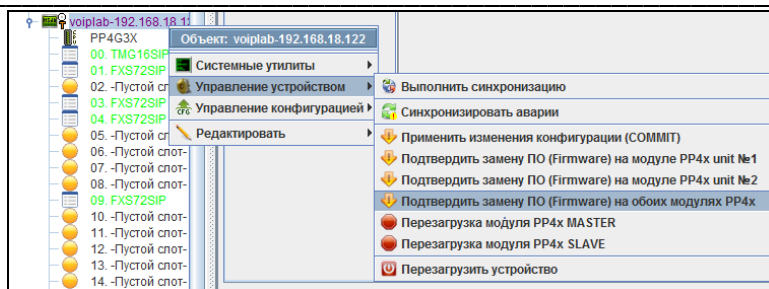 voiplab-192.168.18.12
PP4G3X
Объект: voiplab-192.168.18.122
00. TMG16SIP
01. FXS72SIP
Системные утилиты
02. -Пустой сл
Управление устройством
Выполнить синхронизацию
03. FXS72SIP
Управление конфигурацией
Синхронизировать аварии
04. FXS72SIP
05. -Пустой сл
Редактировать
Применить изменения конфигурации (COMMIT)
06. -Пустой слот-
Подтвердить замену ПО (Firmware) на модуле PP4x unit №1
07. -Пустой слот-
Подтвердить замену ПО (Firmware) на модуле PP4x unit №2
08. -Пустой слот-
09. FXS72SIP
Подтвердить замену ПО (Firmware) на обоих модулях PP4x
10. -Пустой слот-
Перезагрузка модуля PP4x MASTER
11. -Пустой слот-
12. -Пустой слот-
Перезагрузка модуля PP4x SLAVE
13. -Пустой слот-
Перезагрузить устройство
14. -Пустой слот-